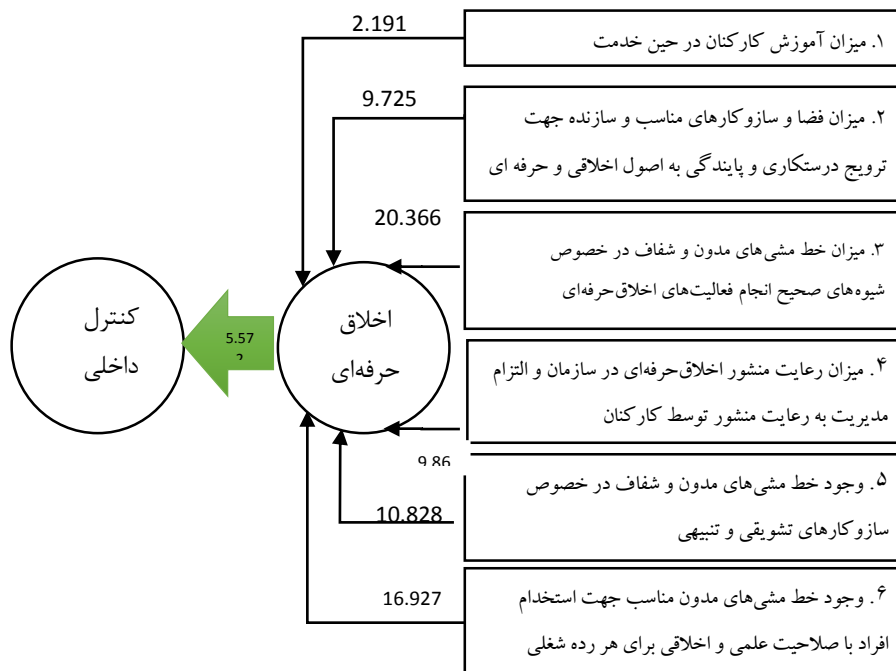 2.191
۱. میزان آموزش کارکنان در حین خدمت
9.725
۲. میزان فضا و سازوکارهای مناسب و سازنده جهت
ترویج درستکاری و پایندگی به اصول اخلاقی و حرفه ای
20.366
۳. میزان خط مشی‌های مدون و شفاف در خصوص
شیوه‌های صحیح انجام فعالیت‌های اخلاق‌حرفه‌ای
کنترل
داخلی
5.57
اخلاق
حرفه‌ای
۴. میزان رعایت منشور اخلاق‌حرفه‌ای در سازمان و التزام
مدیریت به رعایت منشور توسط کارکنان
9.86
۵. وجود خط مشی‌های مدون و شفاف در خصوص
سازوکارهای تشویقی و تنبیهی
10.828
۶. وجود خط مشی‌های مدون مناسب جهت استخدام
افراد با صلاحیت علمی و اخلاقی برای هر رده شغلی
16.927